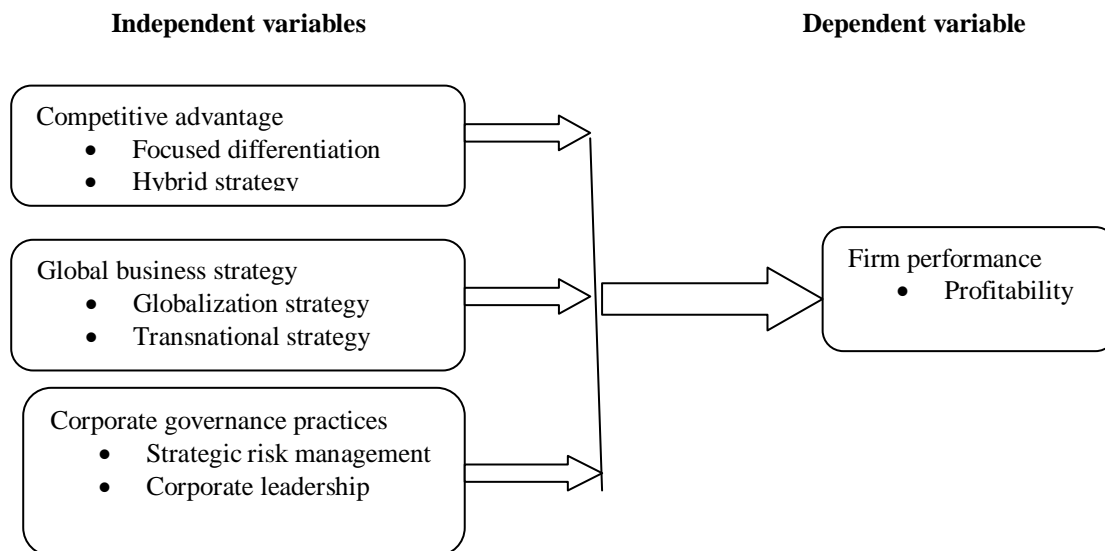 Independent variables
Dependent variable
Competitive advantage
• Focused differentiation
• Hybrid strategy
Global business strategy
• Globalization strategy
• Transnational strategy
Corporate governance practices
• Strategic risk management
• Corporate leadership
Firm performance
• Profitability